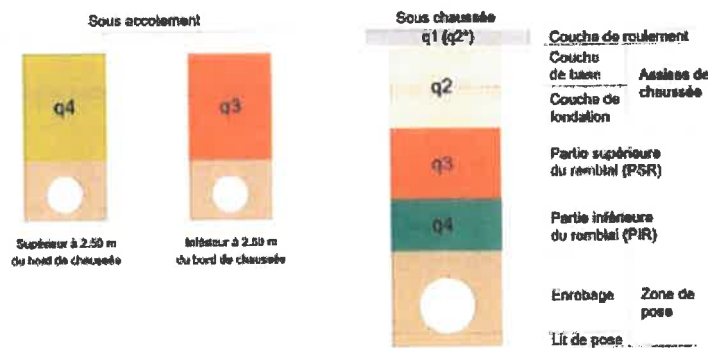 Sous accotement
q4
q3
Supérieur à 2.50 m
du bord de chaussée
Inférieur à 2.50 m
du bord de chaussée
Sous chaussée
q1 (q2*)
q2
q3
q4
Couche de roulement
Couche
de base
Couche de
fondation
Assises de
chaussée
Partie supérieure
du remblai (PSR)
Partie inférieure
du remblai (PIR)
Enrobage
Zone de
pose
Lit de pose